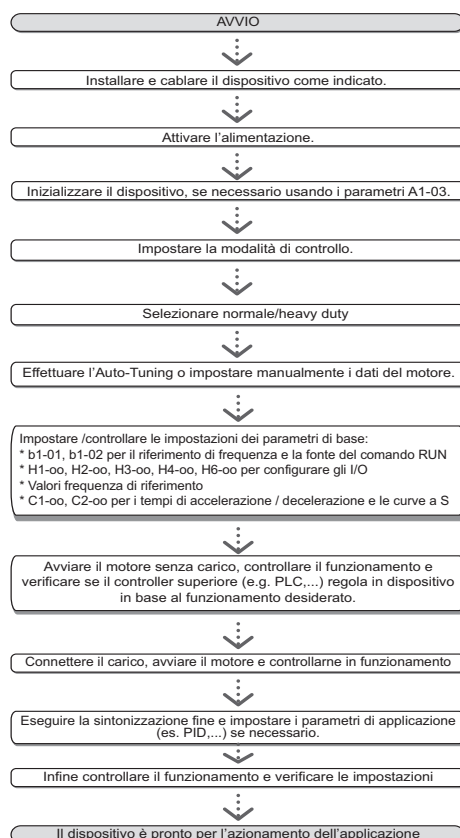 AVVIO
Installare e cablare il dispositivo come indicato.
Attivare l'alimentazione.
Inizializzare il dispositivo, se necessario usando i parametri A1-03.
Impostare la modalità di controllo.
Selezionare normale/heavy duty
Effettuare l'Auto-Tuning o impostare manualmente i dati del motore.
Impostare /controllare le impostazioni dei parametri di base:
* b1-01, b1-02 per il riferimento di frequenza e la fonte del comando RUN
* H1-oo, H2-oo, H3-oo, H4-oo, H6-oo per configurare gli I/O
* Valori frequenza di riferimento
* C1-oo, C2-oo per i tempi di accelerazione / decelerazione e le curve a S
Avviare il motore senza carico, controllare il funzionamento e
verificare se il controller superiore (e.g. PLC,...) regola in dispositivo
in base al funzionamento desiderato.
Connettere il carico, avviare il motore e controllarne in funzionamento
Eseguire la sintonizzazione fine e impostare i parametri di applicazione
(es. PID,...) se necessario.
Infine controllare il funzionamento e verificare le impostazioni
Il dispositivo è pronto per l'azionamento dell'applicazione